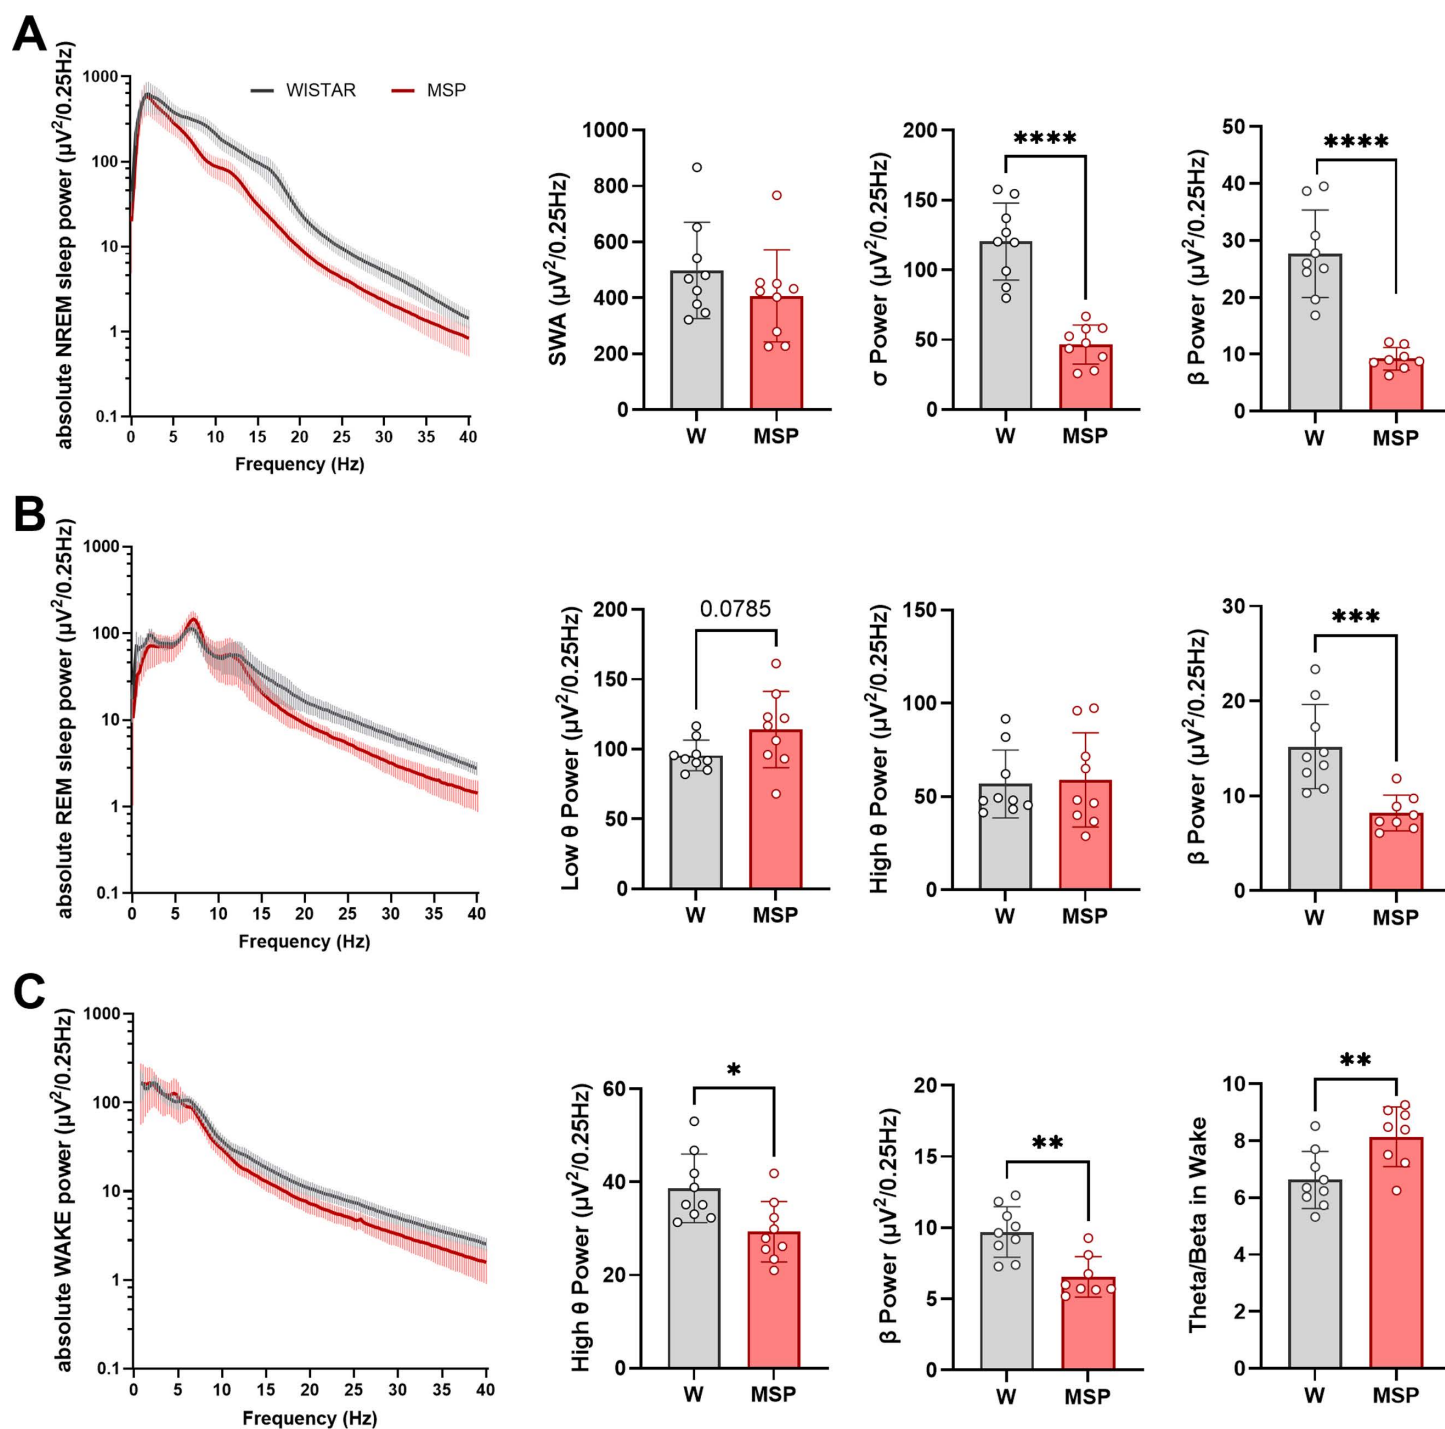 A
absolute NREM sleep power (µV²/0.25Hz)
1000
100
10
1
0.1
0 5 10 15 20 25 30 35 40
Frequency (Hz)
WISTAR MSP
SWA (µV²/0.25Hz)
1000
800
600
400
200
0
W MSP
σ Power (µV²/0.25Hz)
200
150
100
50
0
****
W MSP
β Power (µV²/0.25Hz)
50
40
30
20
10
0
****
W MSP
B
absolute REM sleep power (µV²/0.25Hz)
1000
100
10
1
0.1
0 5 10 15 20 25 30 35 40
Frequency (Hz)
Low θ Power (µV²/0.25Hz)
200
150
100
50
0
0.0785
W MSP
High θ Power (µV²/0.25Hz)
150
100
50
0
W MSP
β Power (µV²/0.25Hz)
30
20
10
0
***
W MSP
C
absolute WAKE power (µV²/0.25Hz)
1000
100
10
1
0.1
0 5 10 15 20 25 30 35 40
Frequency (Hz)
High θ Power (µV²/0.25Hz)
60
40
20
0
*
W MSP
β Power (µV²/0.25Hz)
20
15
10
5
0
**
W MSP
Theta/Beta in Wake
10
8
6
4
2
0
**
W MSP